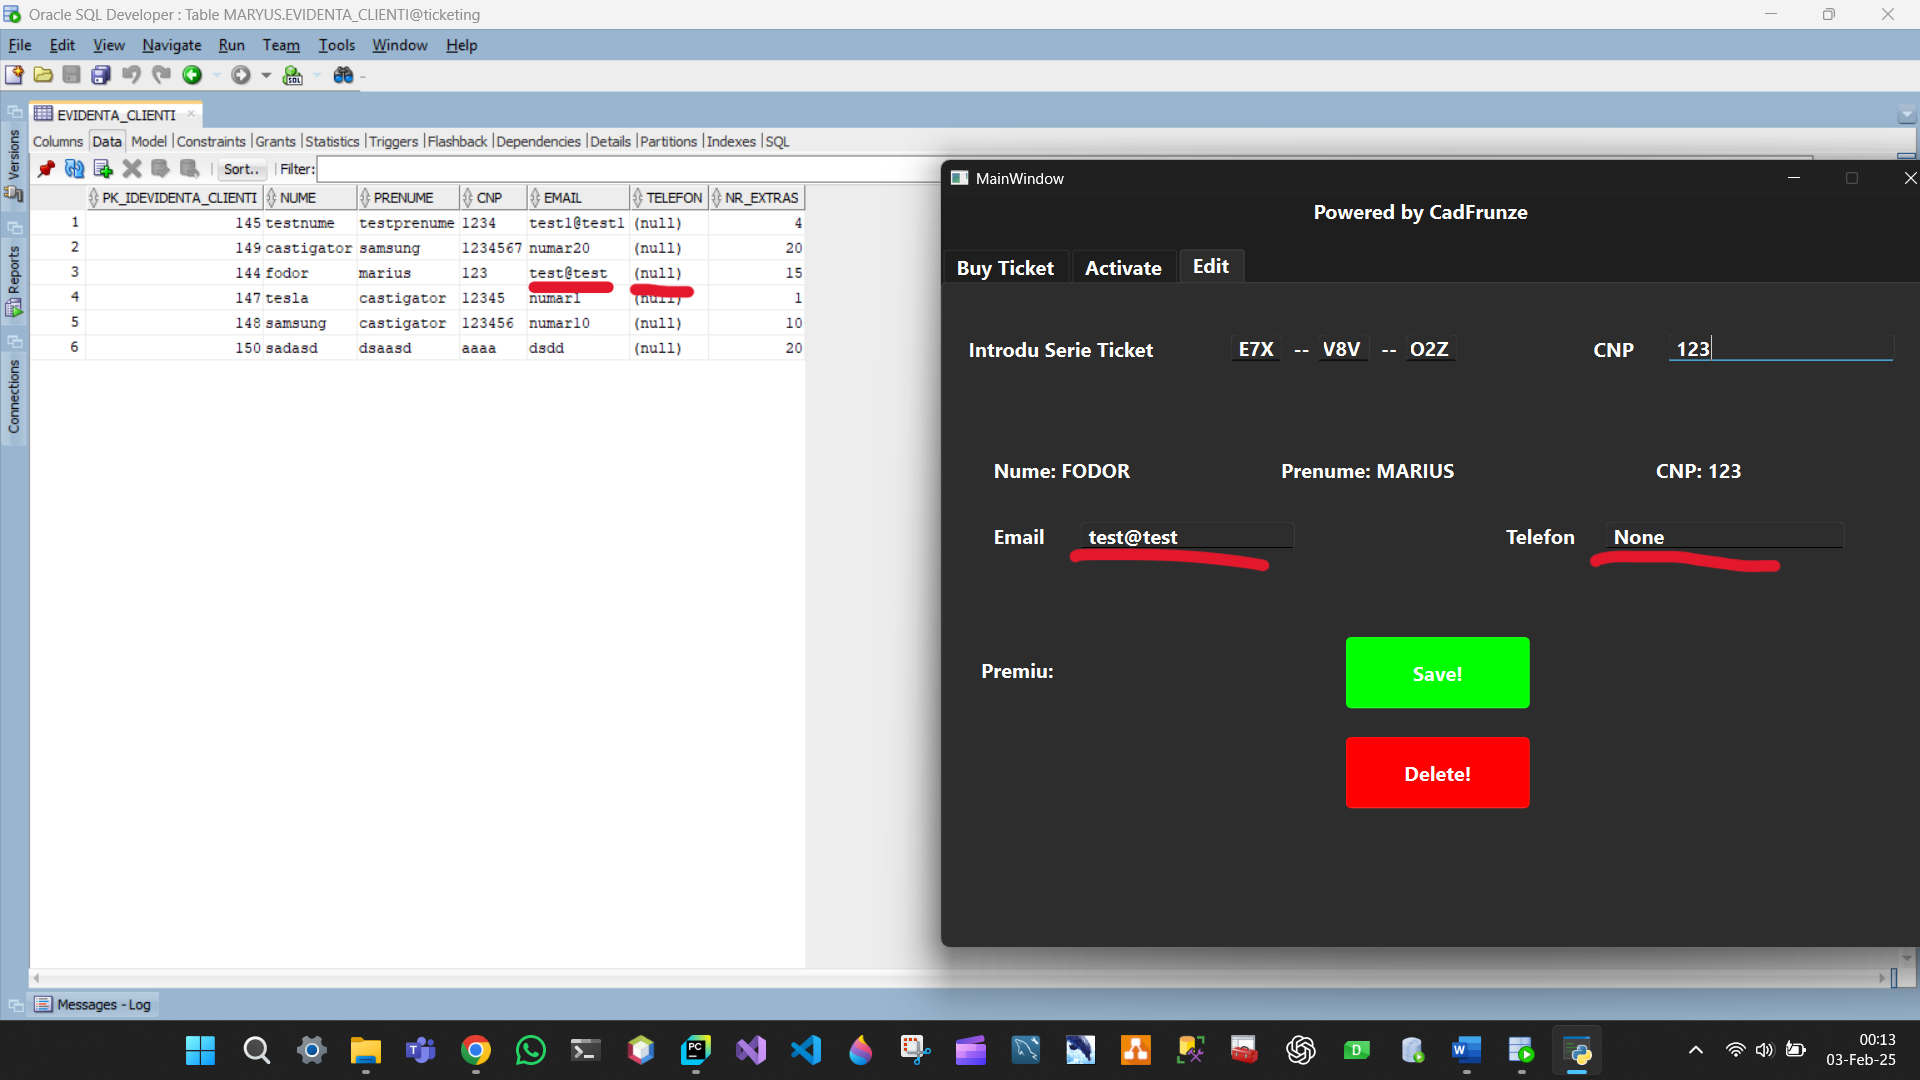 Oracle SQL Developer : Table MARYUS.EVIDENTA_CLIENTI@ticketing
File Edit View Navigate Run Team Tools Window Help
EVIDENTA_CLIENTI
Columns Data Model Constraints Grants Statistics Triggers Flashback Dependencies Details Partitions Indexes SQL
Sort.. Filter:
PK_IDEVIDENTA_CLIENTI NUME PRENUME CNP EMAIL TELEFON NR_EXTRAS
1 145 testnume testprenume 1234 test1@test1 (null) 4
2 149 castigator samsung 1234567 numar20 (null) 20
3 144 fodor marius 123 test@test (null) 15
4 147 tesla castigator 12345 numar1 (null) 1
5 148 samsung castigator 123456 numar10 (null) 10
6 150 sadasd dsaasd aaaa dsdd (null) 20
Versions
Reports
Connections
Messages - Log
MainWindow
Powered by CadFrunze
Buy Ticket Activate Edit
Introdu Serie Ticket E7X -- V8V -- O2Z CNP 123
Nume: FODOR Prenume: MARIUS CNP: 123
Email test@test Telefon None
Premiu:
Save!
Delete!
00:13
03-Feb-25